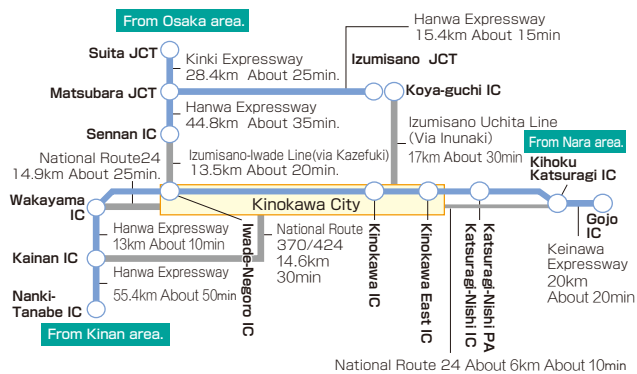 From Osaka area.
Hanwa Expressway
15.4km About 15min
Suita JCT
Kinki Expressway
28.4km About 25min.
Izumisano JCT
Matsubara JCT
Koya-guchi IC
Hanwa Expressway
44.8km About 35min.
Izumisano Uchita Line
(Via Inunaki)
17km About 30min
Sennan IC
From Nara area.
National Route24
14.9km About 25min.
Izumisano-Iwade Line(via Kazefuki)
13.5km About 20min.
Kihoku
Katsuragi IC
Wakayama
IC
Kinokawa City
Gojo
IC
Hanwa Expressway
13km About 10min
Iwade-Negoro IC
National Route
370/424
14.6km
30min
Kinokawa IC
Kinokawa East IC
Katsuragi-Nishi IC
Katsuragi-Nishi PA
Keinawa
Expressway
20km
About 20min
Kainan IC
Hanwa Expressway
55.4km About 50min
Nanki-
Tanabe IC
From Kinan area.
National Route 24 About 6km About 10min